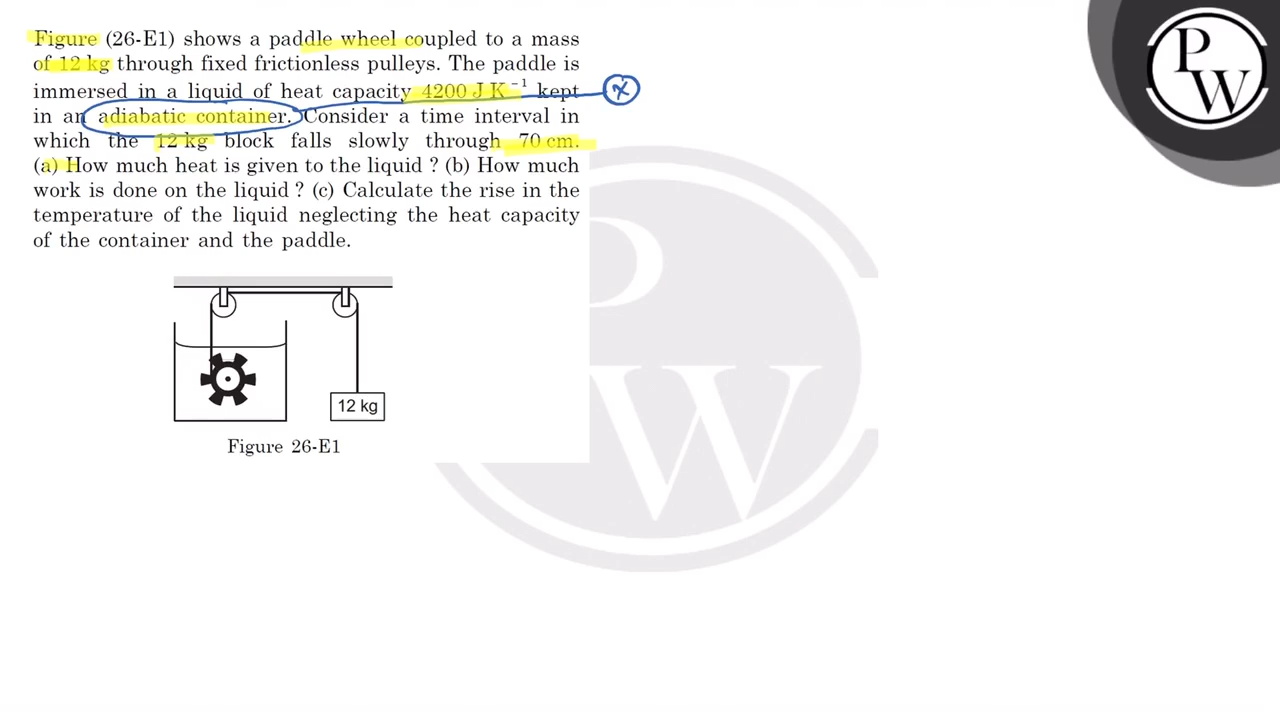 Figure (26-E1) shows a paddle wheel coupled to a mass
of 12 kg through fixed frictionless pulleys. The paddle is
immersed in a liquid of heat capacity 4200 J K⁻¹ kept
in an adiabatic container. Consider a time interval in
which the 12 kg block falls slowly through 70 cm.
(a) How much heat is given to the liquid ? (b) How much
work is done on the liquid ? (c) Calculate the rise in the
temperature of the liquid neglecting the heat capacity
of the container and the paddle.
12 kg
Figure 26-E1
P
W
P
W
x